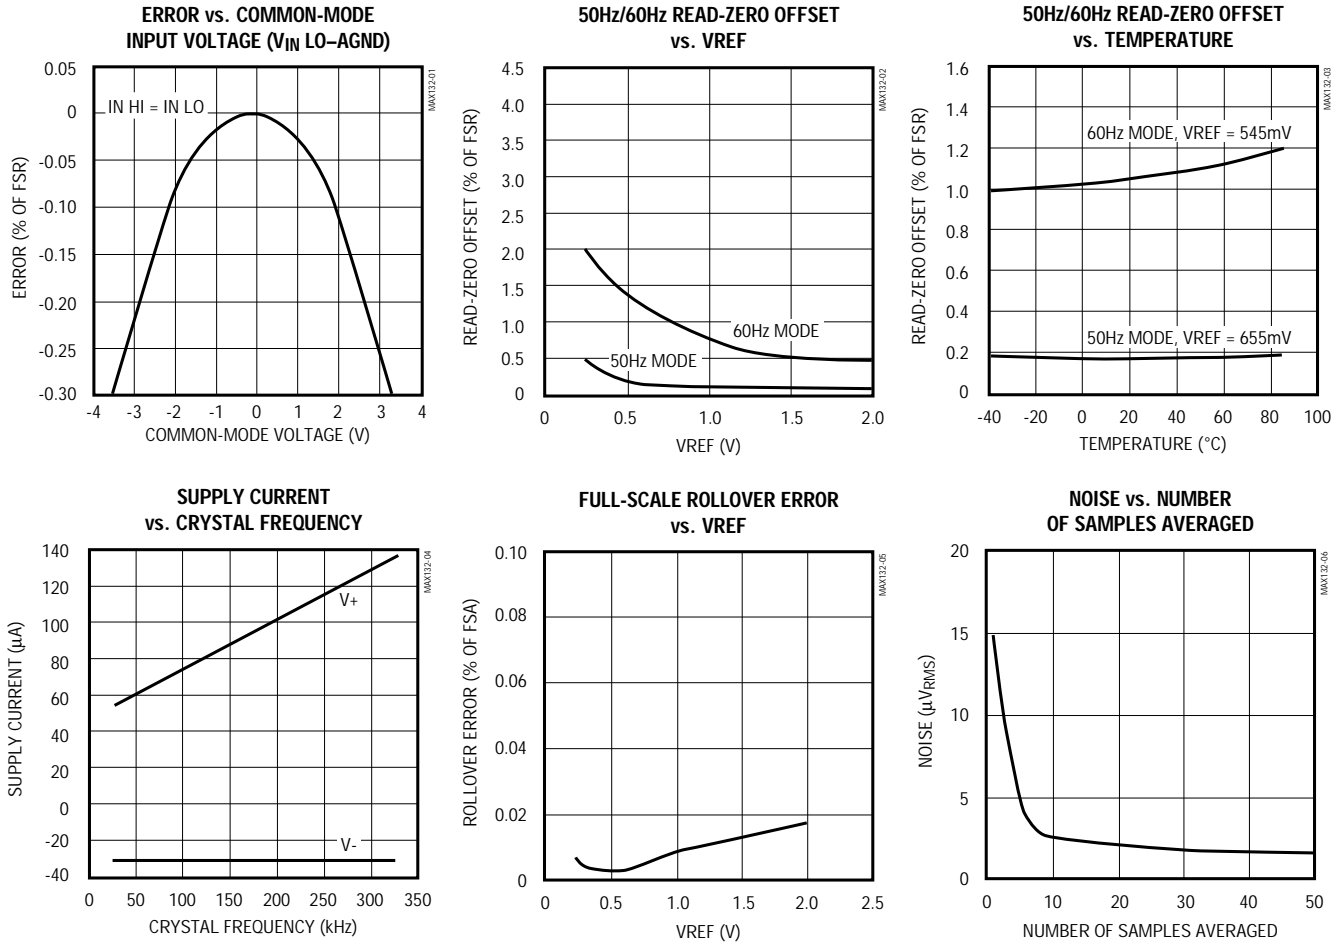 ERROR vs. COMMON-MODE
INPUT VOLTAGE (VIN LO–AGND)
0.05
0
-0.05
-0.10
-0.15
-0.20
-0.25
-0.30
ERROR (% OF FSR)
IN HI = IN LO
MAX132-01
-4 -3 -2 -1 0 1 2 3 4
COMMON-MODE VOLTAGE (V)
50Hz/60Hz READ-ZERO OFFSET
vs. VREF
4.5
4.0
3.5
3.0
2.5
2.0
1.5
1.0
0.5
0
READ-ZERO OFFSET (% OF FSR)
60Hz MODE
50Hz MODE
MAX132-02
0 0.5 1.0 1.5 2.0
VREF (V)
50Hz/60Hz READ-ZERO OFFSET
vs. TEMPERATURE
1.6
1.4
1.2
1.0
0.8
0.6
0.4
0.2
0
READ-ZERO OFFSET (% OF FSR)
60Hz MODE, VREF = 545mV
50Hz MODE, VREF = 655mV
MAX132-03
-40 -20 0 20 40 60 80 100
TEMPERATURE (°C)
SUPPLY CURRENT
vs. CRYSTAL FREQUENCY
140
120
100
80
60
40
20
0
-20
-40
SUPPLY CURRENT (µA)
V+
V-
MAX132-04
0 50 100 150 200 250 300 350
CRYSTAL FREQUENCY (kHz)
FULL-SCALE ROLLOVER ERROR
vs. VREF
0.10
0.08
0.06
0.04
0.02
0
ROLLOVER ERROR (% OF FSA)
MAX132-05
0 0.5 1.0 1.5 2.0 2.5
VREF (V)
NOISE vs. NUMBER
OF SAMPLES AVERAGED
20
15
10
5
0
NOISE (µVRMS)
MAX132-06
0 10 20 30 40 50
NUMBER OF SAMPLES AVERAGED